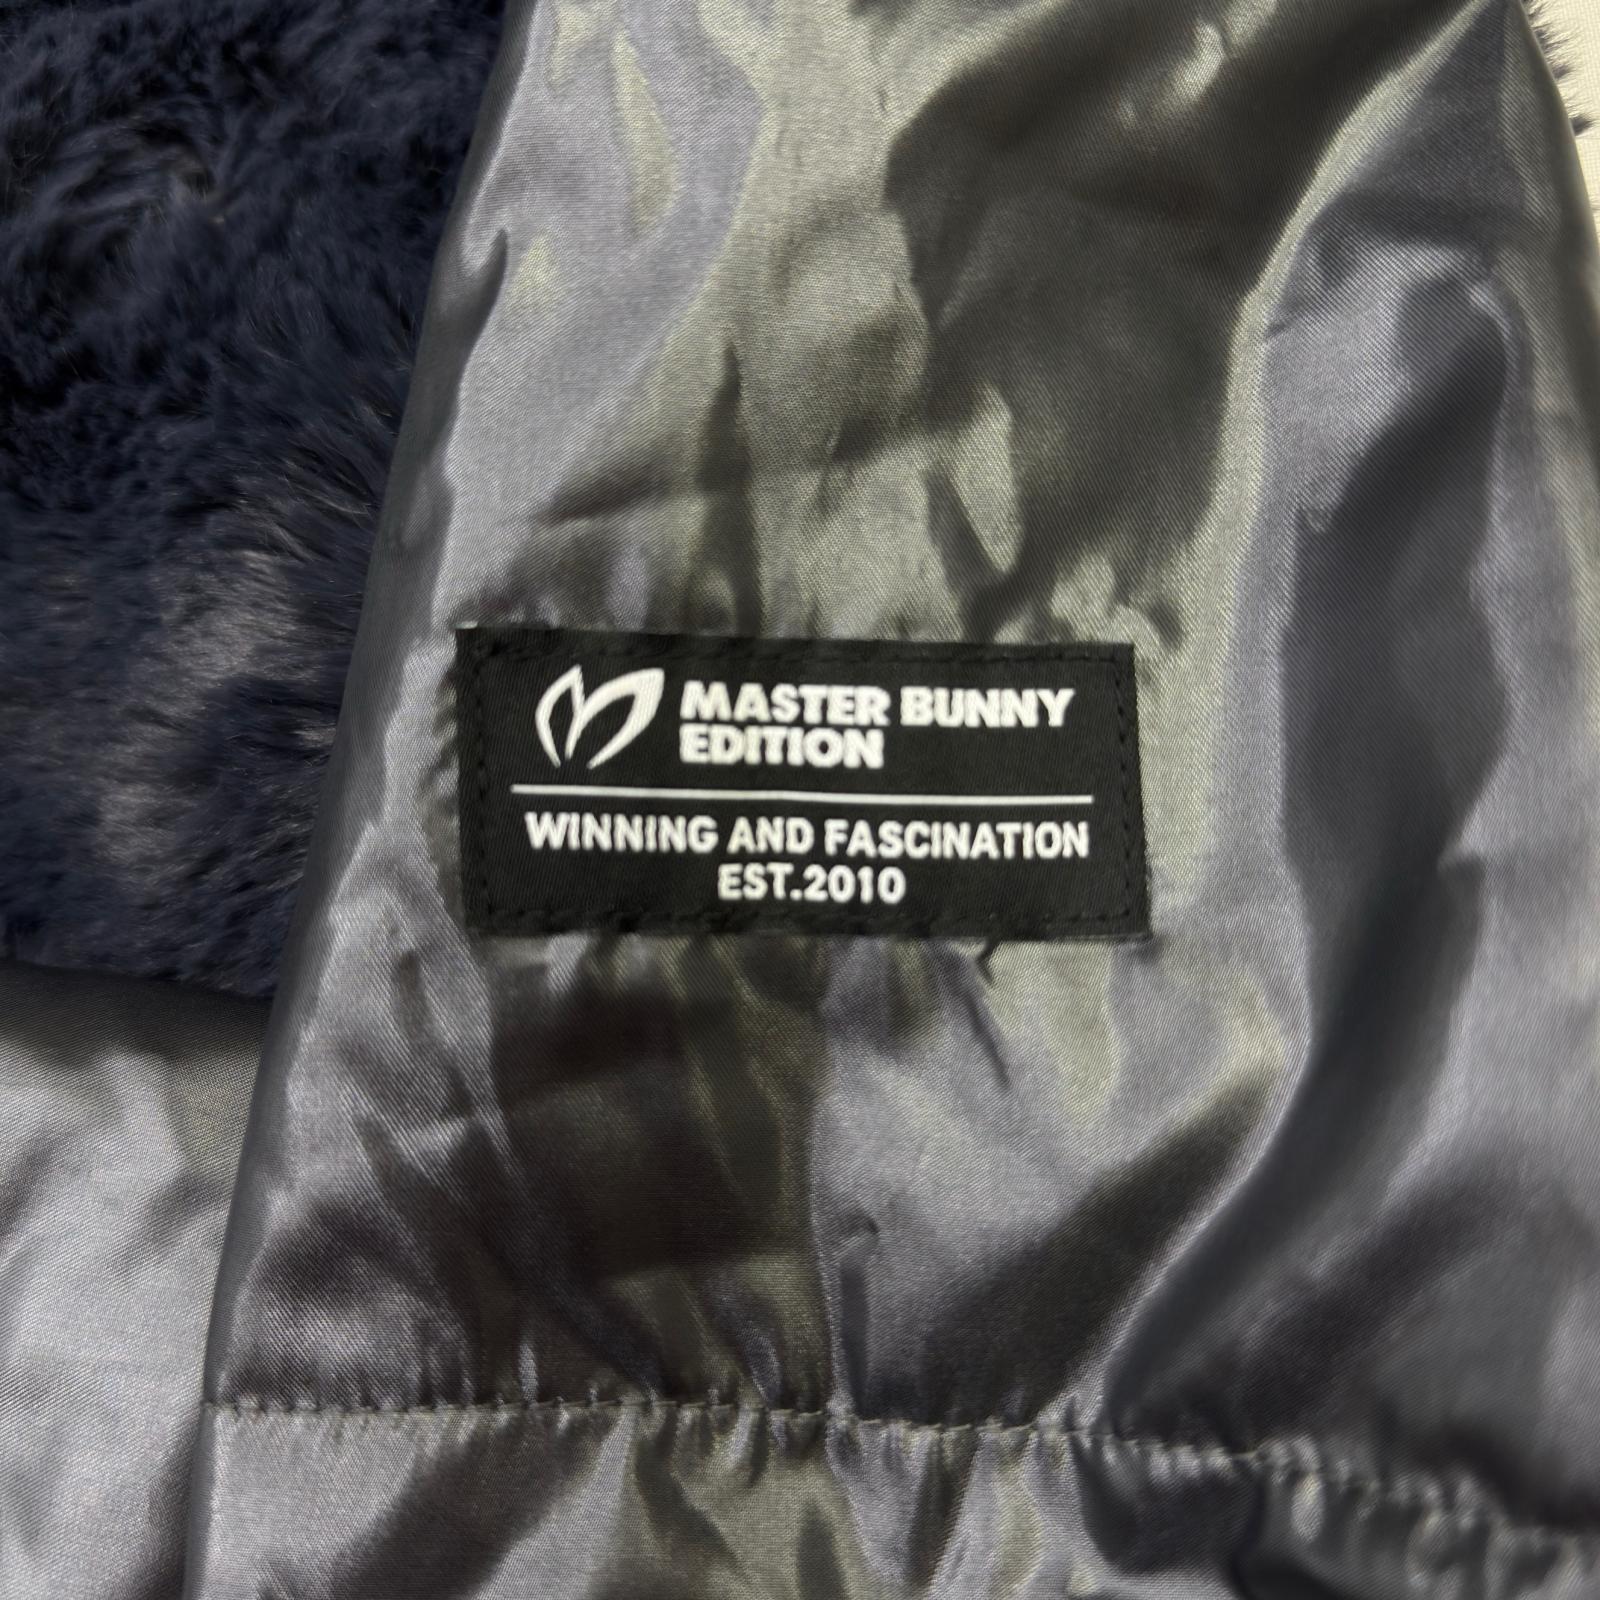 MASTER BUNNY
EDITION
WINNING AND FASCINATION
EST.2010